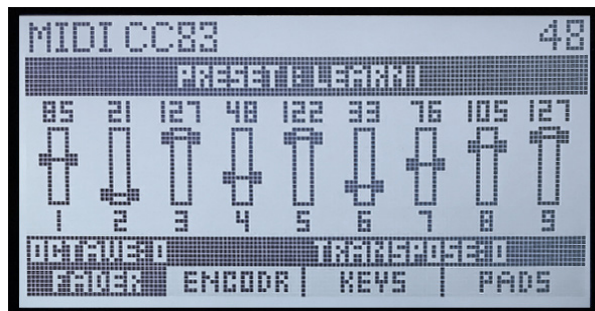 MIDI CC83 48
PRESET1: LEARN1
85 21 127 48 122 33 76 105 127
1 2 3 4 5 6 7 8 9
OCTAVE: 0 TRANSPOSE: 0
FADER ENCODR KEYS PADS